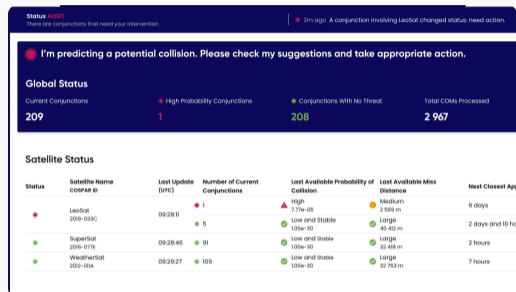 Status ALERT
There are conjunctions that need your intervention.
2m ago A conjunction involving LeoSat changed status: need action.
I'm predicting a potential collision. Please check my suggestions and take appropriate action.
Global Status
Current Conjunctions High Probability Conjunctions Conjunctions With No Threat Total CDMs Processed
209 1 208 2 967
Satellite Status
Status Satellite Name Last Update Number of Current Last Available Probability of Last Available Miss Next Closest App
COSPAR ID (UTC) Conjunctions Collision Distance
LeoSat 09:28:11 1 High Medium 6 days
2019-033C 7.77e-05 2 569 m
5 Low and Stable Large 2 days and 10 ho
1.00e-30 40 412 m
SuperSat 09:28:46 91 Low and Stable Large 2 hours
2016-077E 1.00e-30 32 418 m
WeatherSat 09:29:27 109 Low and Stable Large 7 hours
2012-011A 1.00e-30 32 763 m